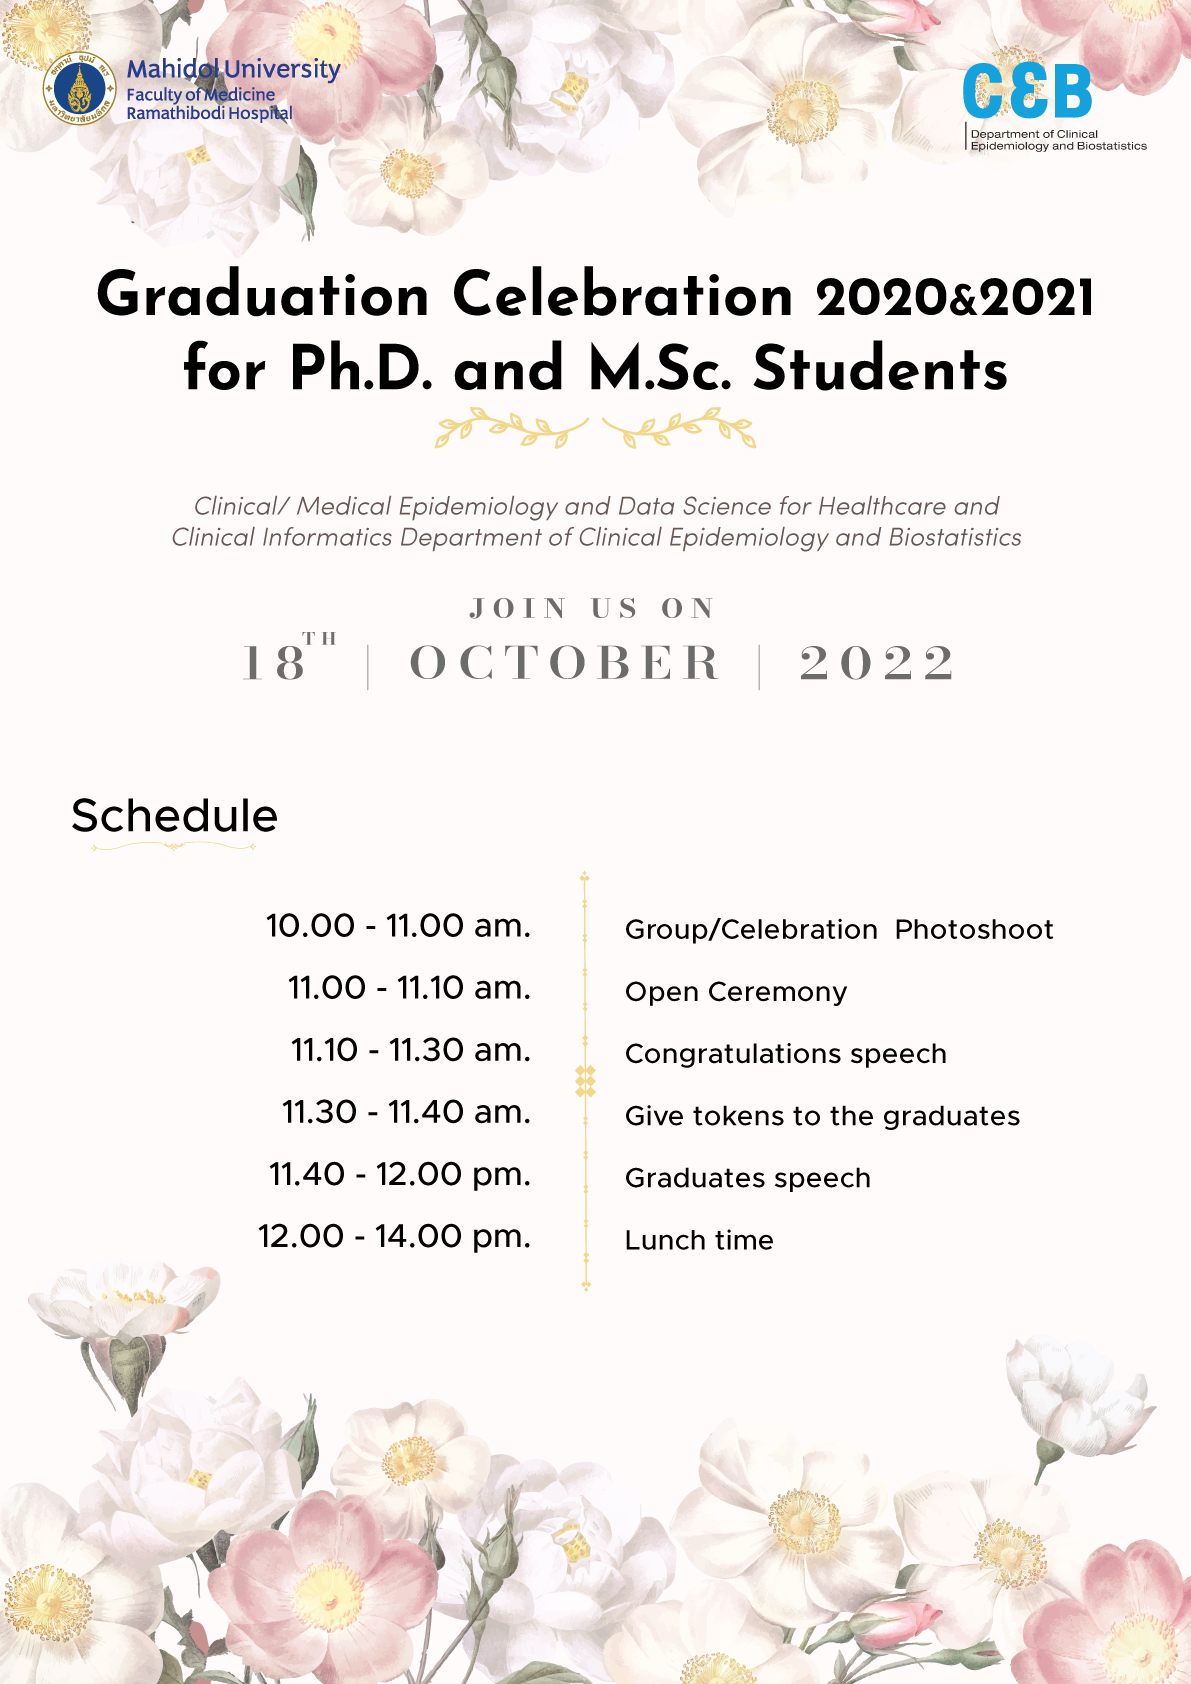 Mahidol University
Faculty of Medicine
Ramathibodi Hospital
CEB
Department of Clinical
Epidemiology and Biostatistics
Graduation Celebration 2020&2021
for Ph.D. and M.Sc. Students
Clinical/ Medical Epidemiology and Data Science for Healthcare and
Clinical Informatics Department of Clinical Epidemiology and Biostatistics
JOIN US ON
18TH | OCTOBER | 2022
Schedule
10.00 - 11.00 am. Group/Celebration Photoshoot
11.00 - 11.10 am. Open Ceremony
11.10 - 11.30 am. Congratulations speech
11.30 - 11.40 am. Give tokens to the graduates
11.40 - 12.00 pm. Graduates speech
12.00 - 14.00 pm. Lunch time